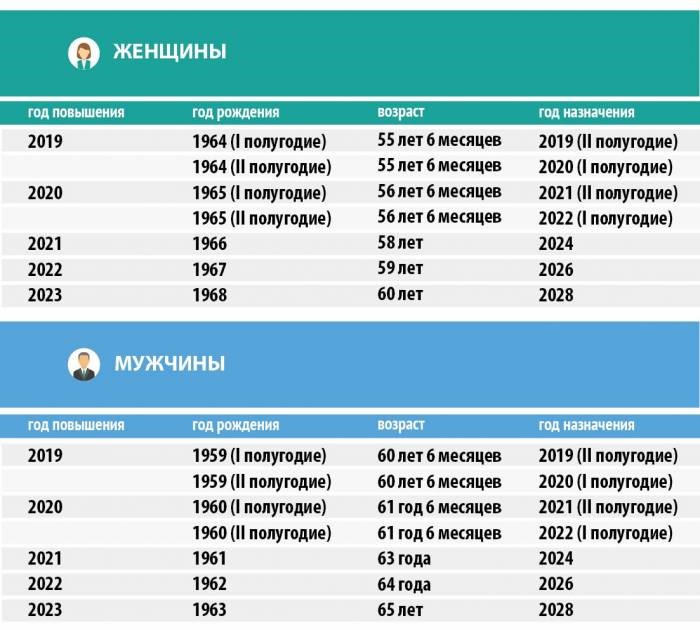 ЖЕНЩИНЫ
год повышения год рождения возраст год назначения
2019 1964 (I полугодие) 55 лет 6 месяцев 2019 (II полугодие)
1964 (II полугодие) 55 лет 6 месяцев 2020 (I полугодие)
2020 1965 (I полугодие) 56 лет 6 месяцев 2021 (II полугодие)
1965 (II полугодие) 56 лет 6 месяцев 2022 (I полугодие)
2021 1966 58 лет 2024
2022 1967 59 лет 2026
2023 1968 60 лет 2028
МУЖЧИНЫ
год повышения год рождения возраст год назначения
2019 1959 (I полугодие) 60 лет 6 месяцев 2019 (II полугодие)
1959 (II полугодие) 60 лет 6 месяцев 2020 (I полугодие)
2020 1960 (I полугодие) 61 год 6 месяцев 2021 (II полугодие)
1960 (II полугодие) 61 год 6 месяцев 2022 (I полугодие)
2021 1961 63 года 2024
2022 1962 64 года 2026
2023 1963 65 лет 2028